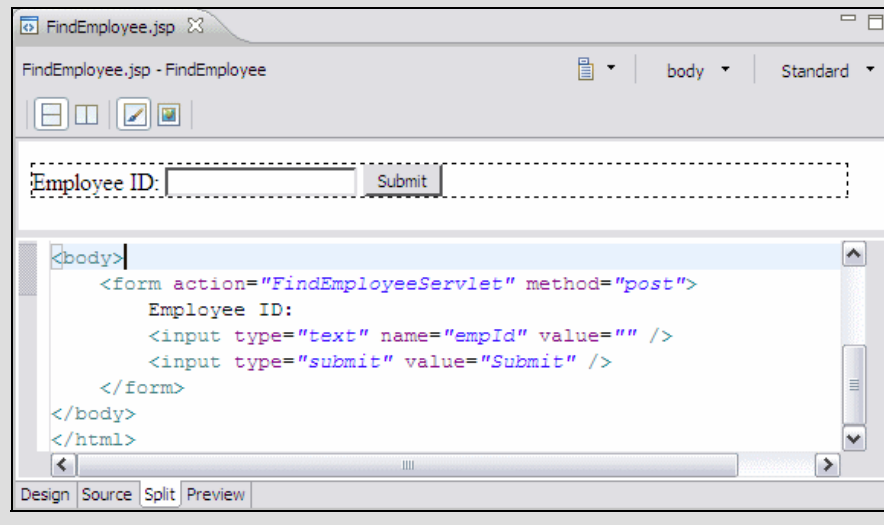 FindEmployee.jsp
FindEmployee.jsp - FindEmployee body Standard
Employee ID: Submit
<body>
<form action="FindEmployeeServlet" method="post">
Employee ID:
<input type="text" name="empId" value="" />
<input type="submit" value="Submit" />
</form>
</body>
</html>
Design Source Split Preview